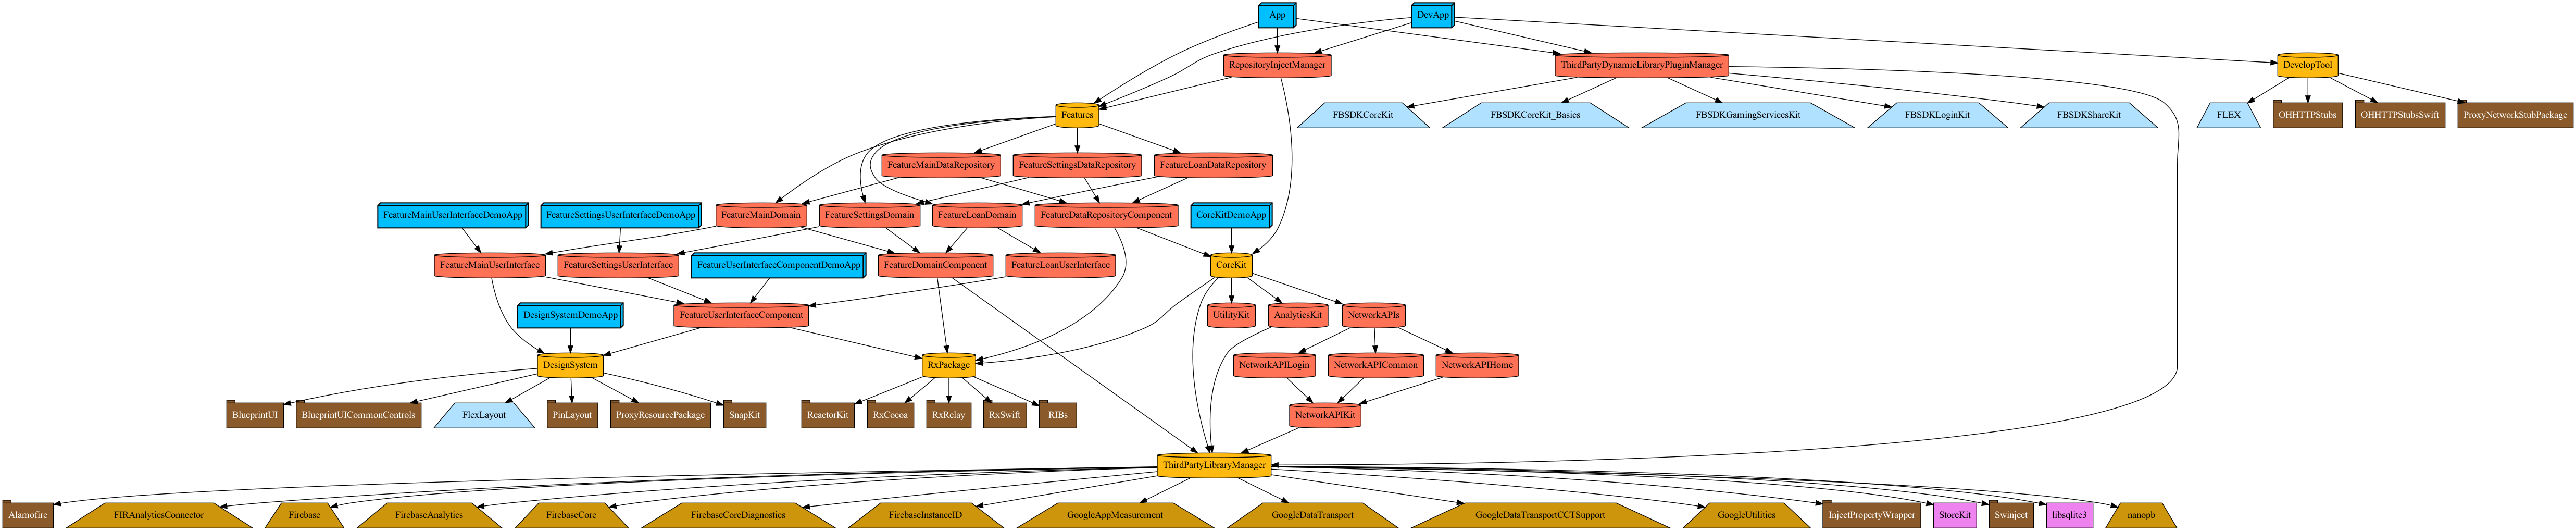 App
DevApp
RepositoryInjectManager
ThirdPartyDynamicLibraryPluginManager
DevelopTool
Features
FBSDKCoreKit
FBSDKCoreKit_Basics
FBSDKGamingServicesKit
FBSDKLoginKit
FBSDKShareKit
FLEX
OHHTTPStubs
OHHTTPStubsSwift
ProxyNetworkStubPackage
FeatureMainDataRepository
FeatureSettingsDataRepository
FeatureLoanDataRepository
FeatureMainUserInterfaceDemoApp
FeatureSettingsUserInterfaceDemoApp
FeatureMainDomain
FeatureSettingsDomain
FeatureLoanDomain
FeatureDataRepositoryComponent
CoreKitDemoApp
FeatureMainUserInterface
FeatureSettingsUserInterface
FeatureUserInterfaceComponentDemoApp
FeatureDomainComponent
FeatureLoanUserInterface
CoreKit
DesignSystemDemoApp
FeatureUserInterfaceComponent
UtilityKit
AnalyticsKit
NetworkAPIs
DesignSystem
RxPackage
NetworkAPILogin
NetworkAPICommon
NetworkAPIHome
BlueprintUI
BlueprintUICommonControls
FlexLayout
PinLayout
ProxyResourcePackage
SnapKit
ReactorKit
RxCocoa
RxRelay
RxSwift
RIBs
NetworkAPIKit
ThirdPartyLibraryManager
Alamofire
FIRAnalyticsConnector
Firebase
FirebaseAnalytics
FirebaseCore
FirebaseCoreDiagnostics
FirebaseInstanceID
GoogleAppMeasurement
GoogleDataTransport
GoogleDataTransportCCTSupport
GoogleUtilities
InjectPropertyWrapper
StoreKit
Swinject
libsqlite3
nanopb